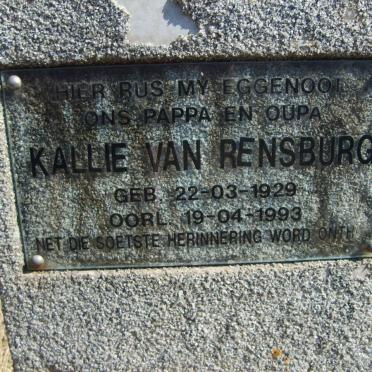 HIER RUS MY EGGENOOT
ONS PAPPA EN OUPA
KALLIE VAN RENSBURG
GEB. 22-03-1929
OORL. 19-04-1993
NET DIE SOETSTE HERINNERING WORD ONTH